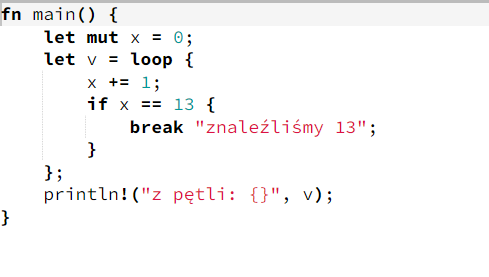 fn main() {
    let mut x = 0;
    let v = loop {
        x += 1;
        if x == 13 {
            break "znaleźliśmy 13";
        }
    };
    println!("z pętli: {}", v);
}